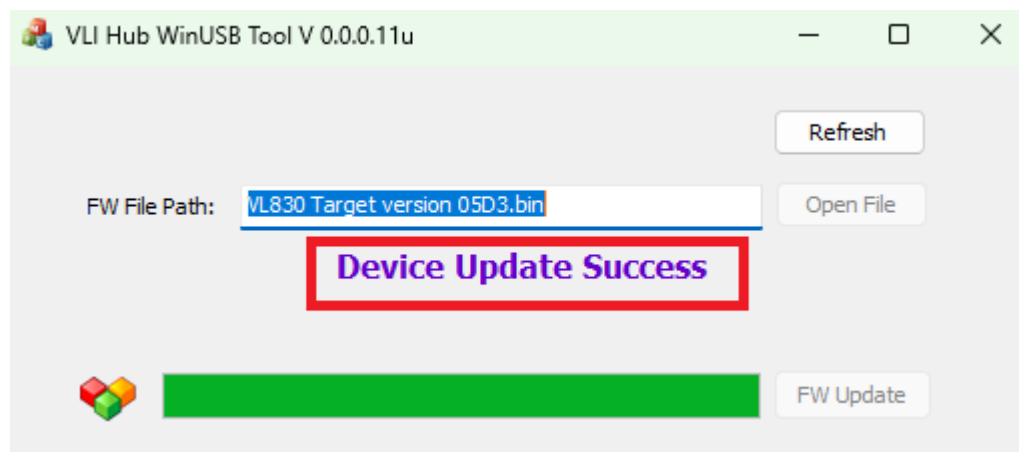 VLI Hub WinUSB Tool V 0.0.0.11u
Refresh
FW File Path: VL830 Target version 05D3.bin Open File
Device Update Success
FW Update